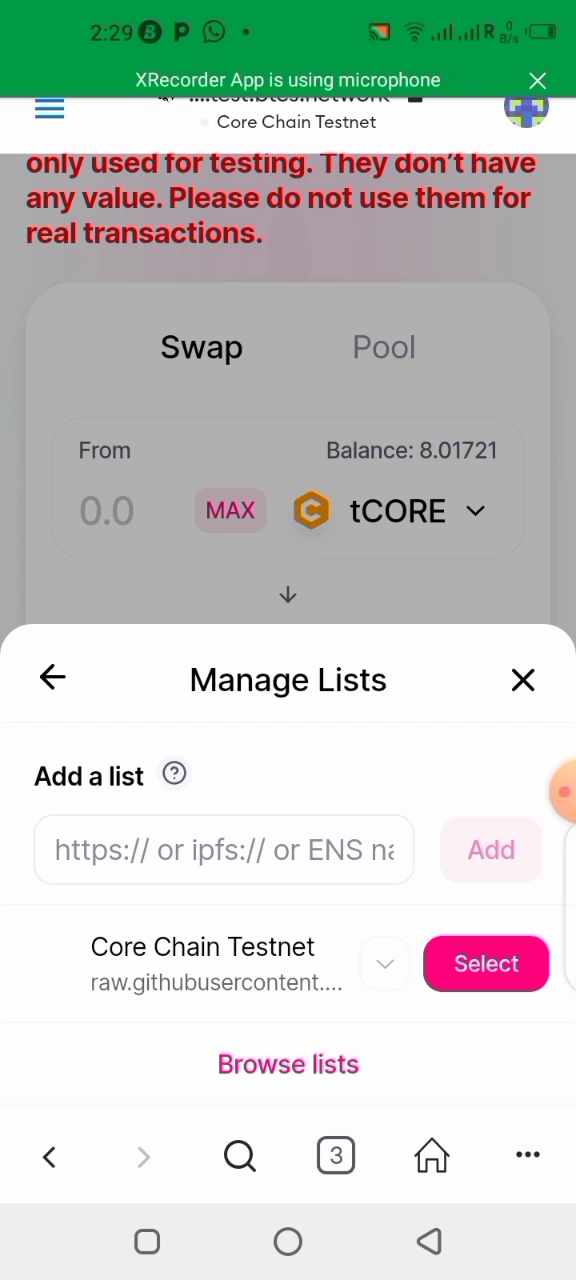 2:29
R 0 B/s
XRecorder App is using microphone
Core Chain Testnet
only used for testing. They don't have
any value. Please do not use them for
real transactions.
Swap Pool
From Balance: 8.01721
0.0 MAX tCORE
Manage Lists
Add a list
https:// or ipfs:// or ENS na
Add
Core Chain Testnet
raw.githubusercontent....
Select
Browse lists
3